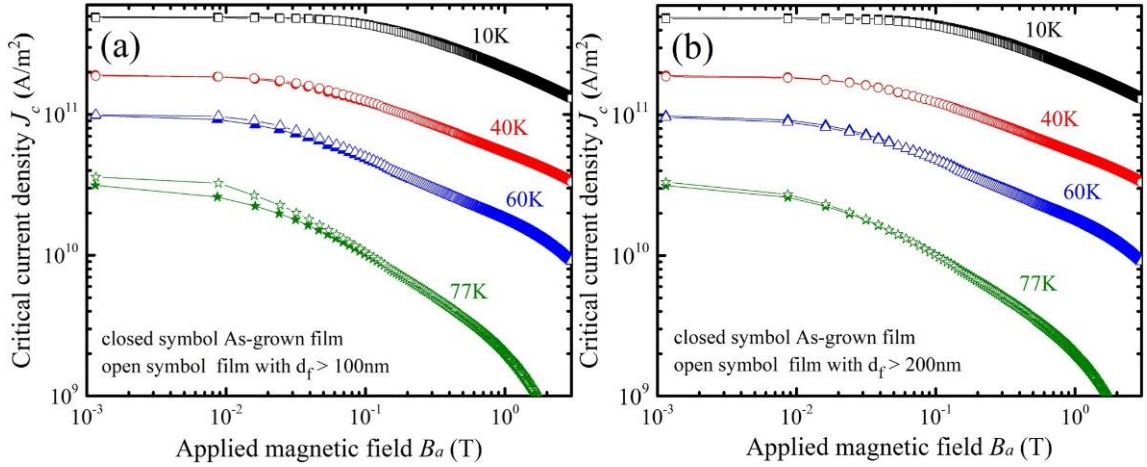 (a)
10K
40K
60K
77K
closed symbol As-grown film
open symbol film with d_f > 100nm
10^11
10^10
10^9
10^-3
10^-2
10^-1
10^0
Critical current density J_c (A/m^2)
Applied magnetic field B_a (T)
(b)
10K
40K
60K
77K
closed symbol As-grown film
open symbol film with d_f > 200nm
10^11
10^10
10^9
10^-3
10^-2
10^-1
10^0
Critical current density J_c (A/m^2)
Applied magnetic field B_a (T)